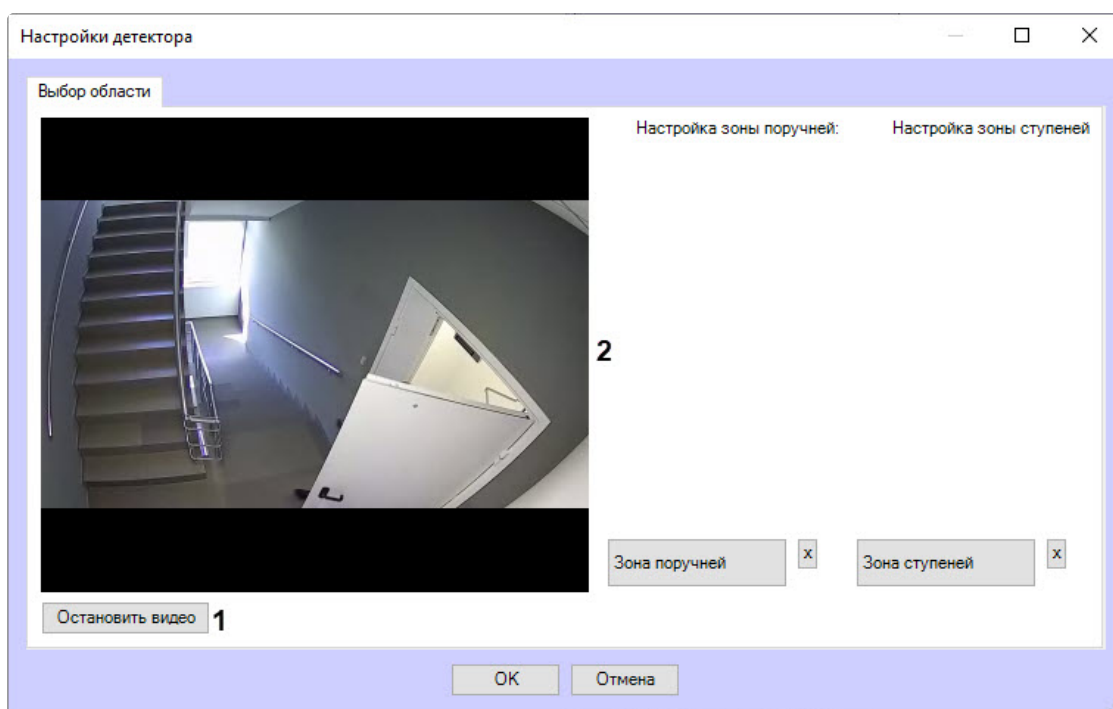 Настройки детектора
Выбор области
Настройка зоны поручней: Настройка зоны ступеней
2
Зона поручней x Зона ступеней x
Остановить видео 1
OK Отмена